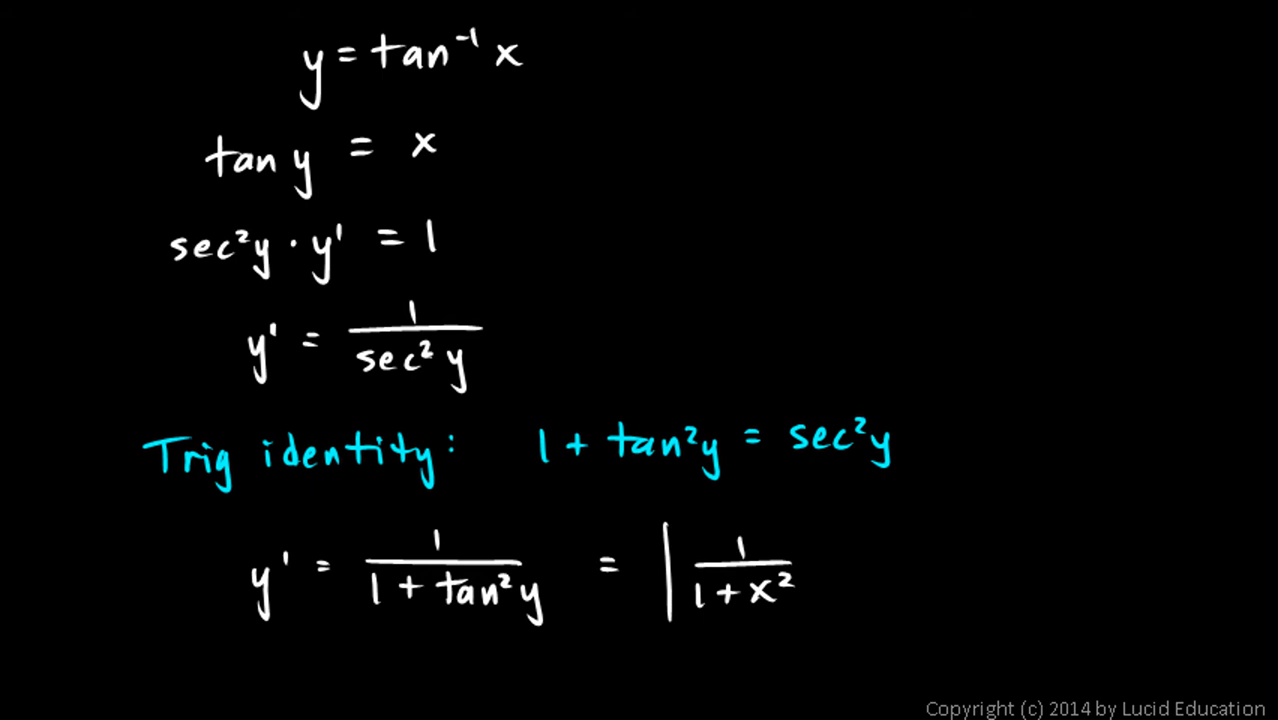 y = tan⁻¹ x
tan y = x
sec²y · y' = 1
y' = 1 / sec² y
Trig identity: 1 + tan²y = sec²y
y' = 1 / (1 + tan²y) = | 1 / (1 + x²)
Copyright (c) 2014 by Lucid Education